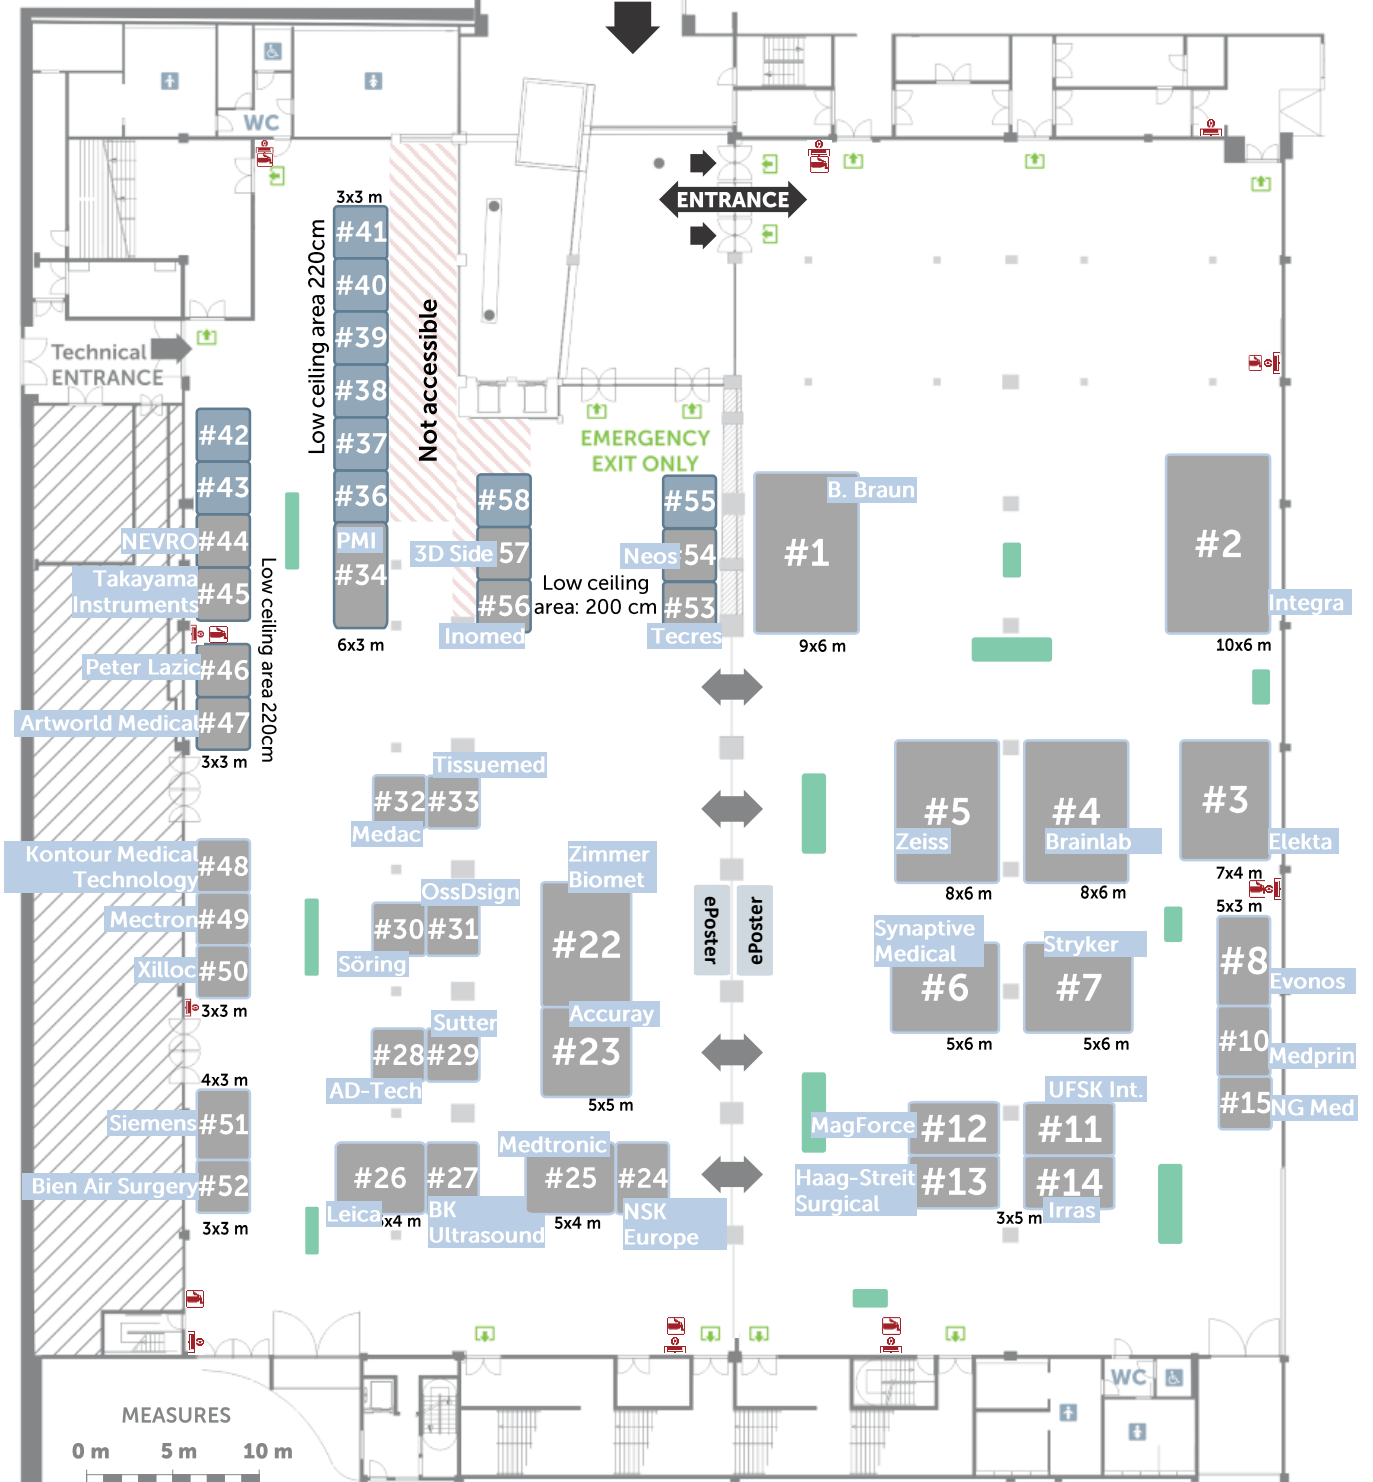 WC
ENTRANCE
3x3 m
#41
#40
#39
#38
#37
#36
PMI
#34
6x3 m
Low ceiling area 220cm
Not accessible
Technical
ENTRANCE
EMERGENCY
EXIT ONLY
#42
#43
NEVRO
#44
Takayama
Instruments
#45
Peter Lazic
#46
Artworld Medical
#47
3x3 m
Low ceiling area 220cm
#58
3D Side
57
#56
Inomed
Low ceiling
area: 200 cm
#55
Neos
54
#53
Tecres
B. Braun
#1
9x6 m
#2
Integra
10x6 m
Tissuemed
#32
#33
Medac
Kontour Medical
Technology
#48
Mectron
#49
Xilloc
#50
3x3 m
OssDsign
#30
#31
Söring
Zimmer
Biomet
#22
Accuray
#23
5x5 m
ePoster
ePoster
#5
Zeiss
8x6 m
#4
Brainlab
8x6 m
#3
Elekta
7x4 m
5x3 m
Synaptive
Medical
#6
5x6 m
Stryker
#7
5x6 m
#8
Evonos
#10
Medprin
#15
NG Med
Sutter
#28
#29
AD-Tech
4x3 m
Siemens
#51
Bien Air Surgery
#52
3x3 m
#26
Leica
x4 m
#27
BK
Ultrasound
Medtronic
#25
5x4 m
#24
NSK
Europe
UFSK Int.
MagForce
#12
#11
Haag-Streit
Surgical
#13
#14
3x5 m
Irras
WC
MEASURES
0 m 5 m 10 m